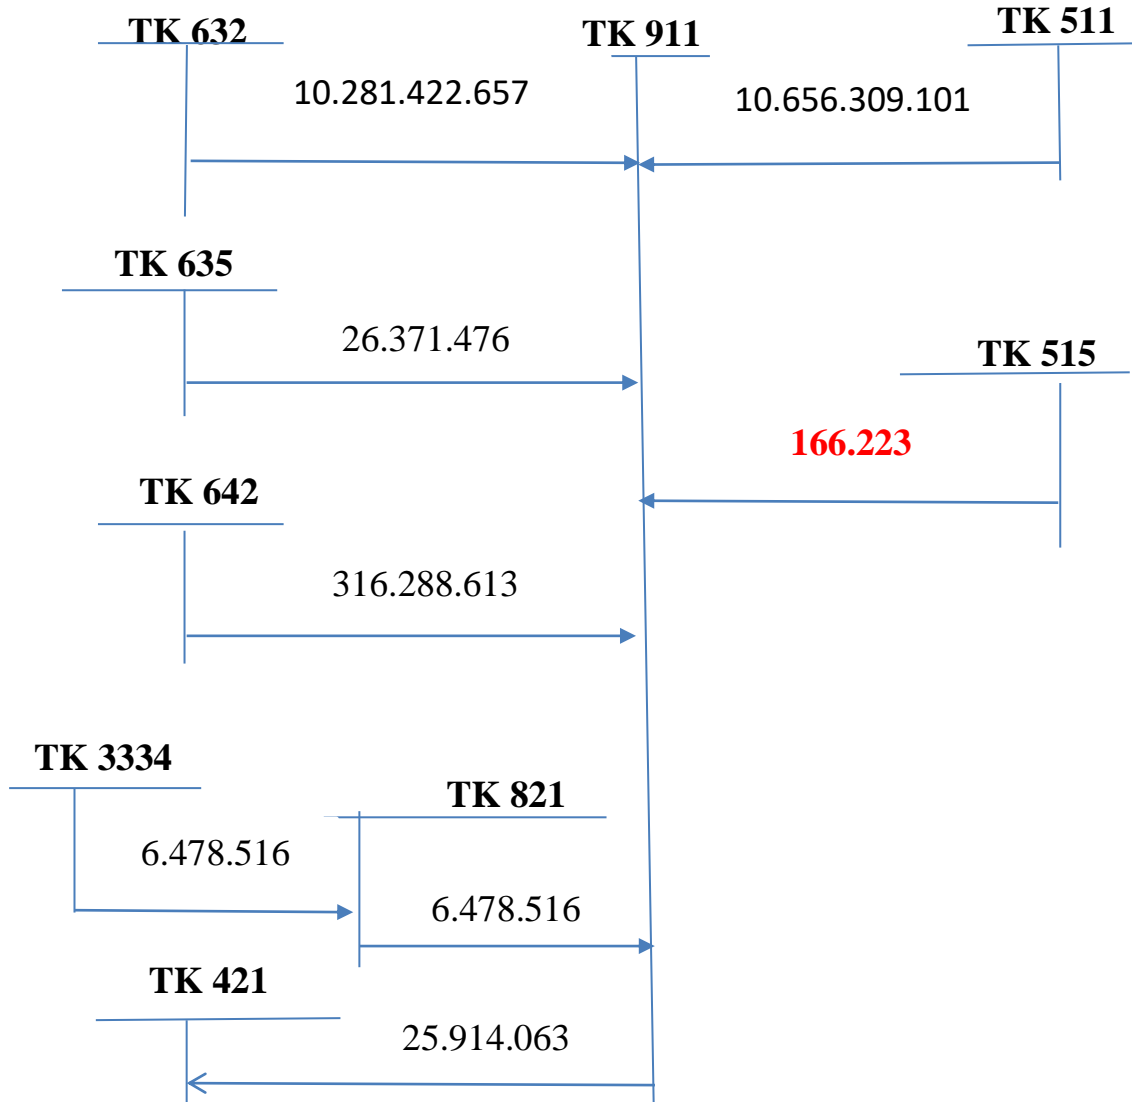 TK 632
TK 911
TK 511
10.281.422.657
10.656.309.101
TK 635
26.371.476
TK 515
166.223
TK 642
316.288.613
TK 3334
TK 821
6.478.516
6.478.516
TK 421
25.914.063